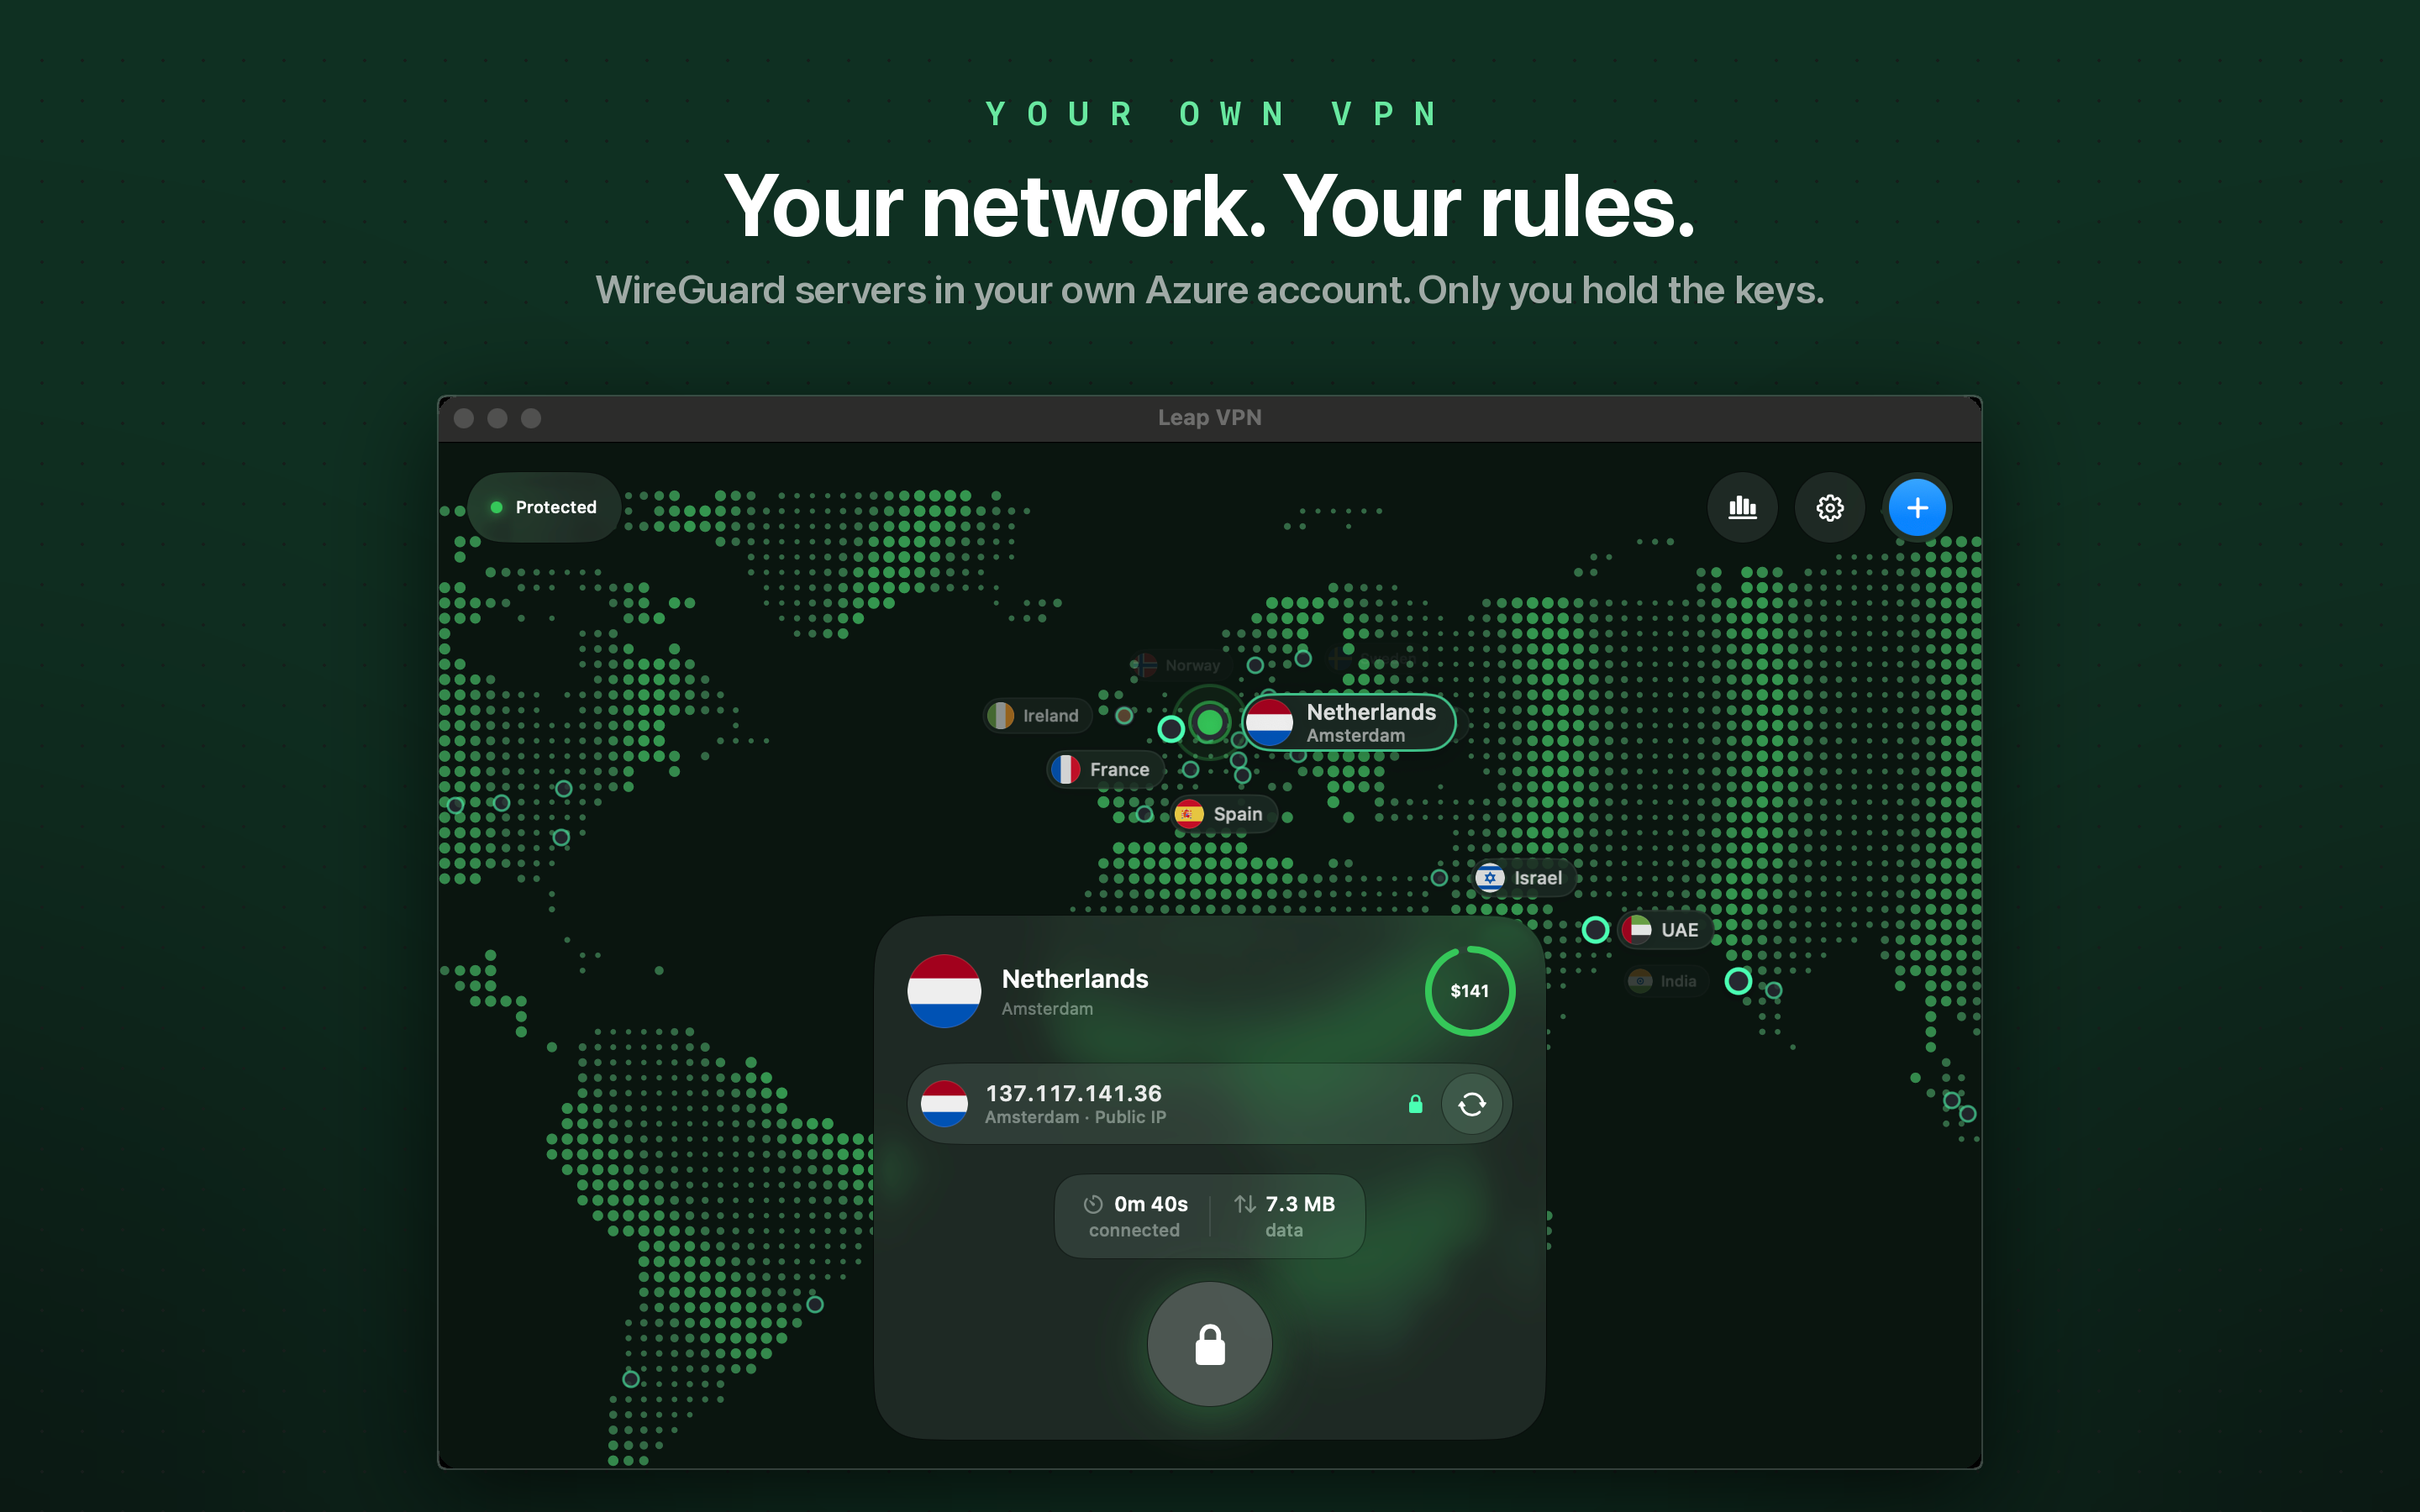 YOUR OWN VPN
Your network. Your rules.
WireGuard servers in your own Azure account. Only you hold the keys.
Leap VPN
Protected
Norway
Sweden
Ireland
Netherlands
Amsterdam
France
Spain
Israel
UAE
India
Netherlands
Amsterdam
$141
137.117.141.36
Amsterdam · Public IP
0m 40s
connected
7.3 MB
data